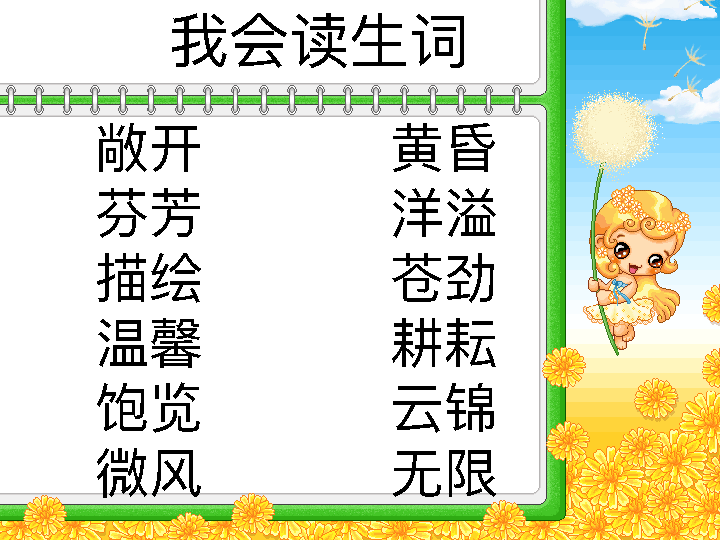 我会读生词
敞开 黄昏
芬芳 洋溢
描绘 苍劲
温馨 耕耘
饱览 云锦
微风 无限